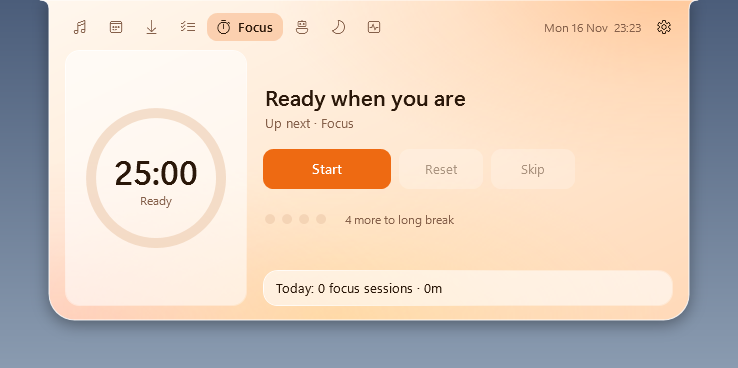 Focus
Mon 16 Nov 23:23
25:00
Ready
Ready when you are
Up next · Focus
Start
Reset
Skip
4 more to long break
Today: 0 focus sessions · 0m